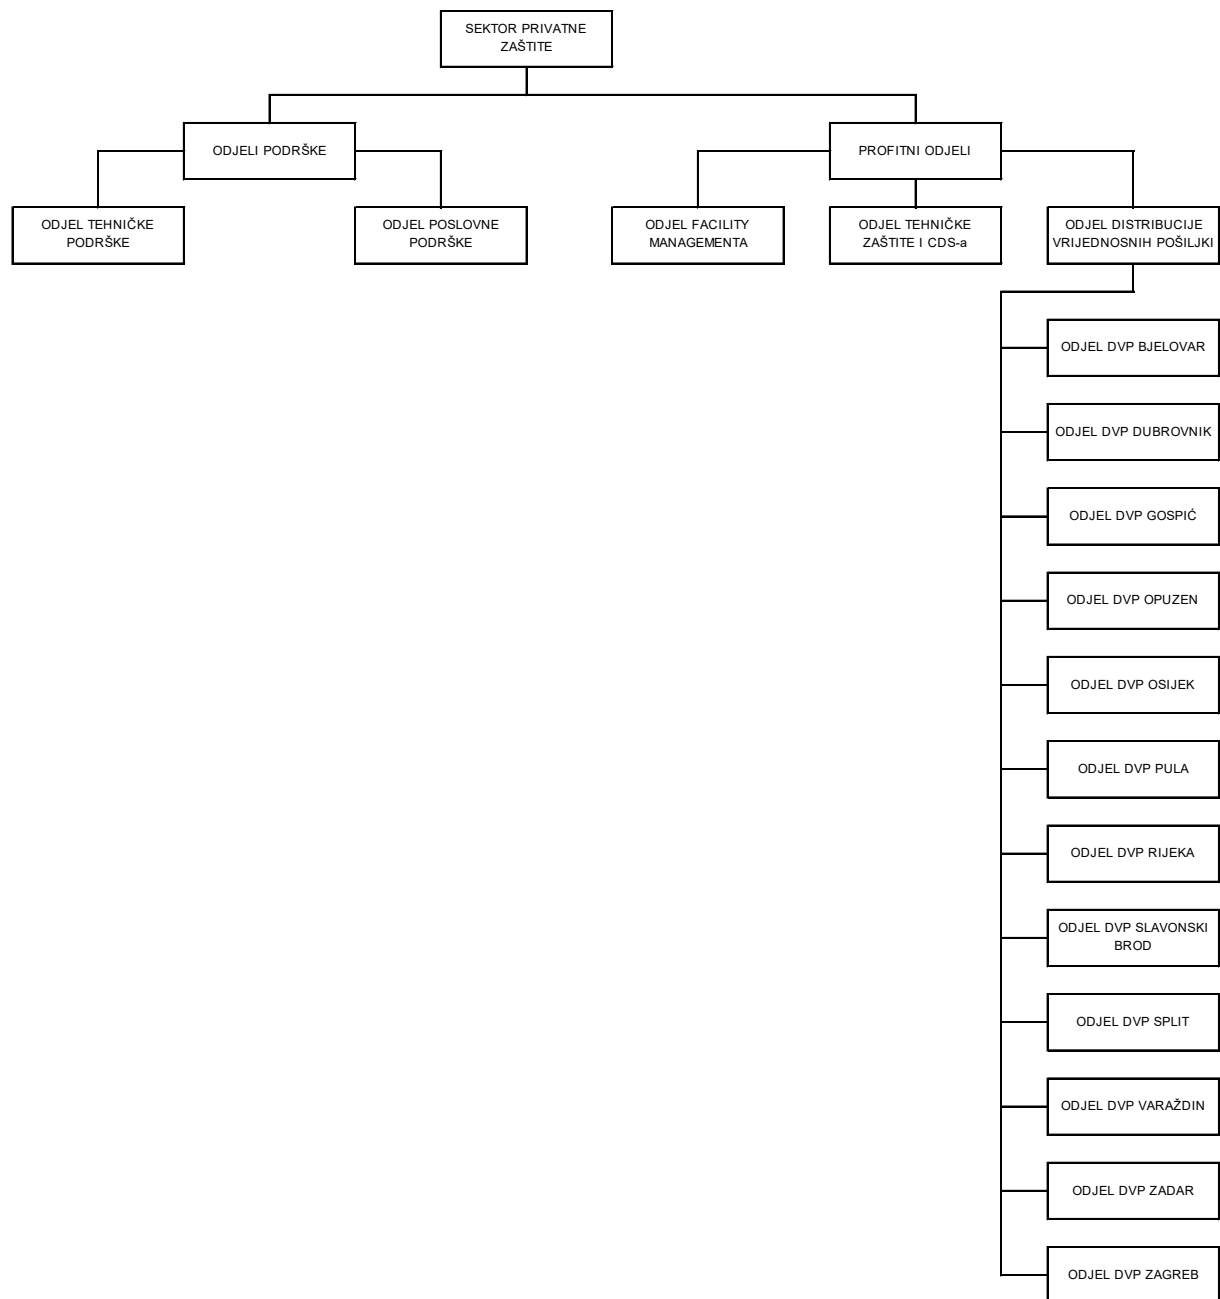 SEKTOR PRIVATNE
ZAŠTITE
ODJELI PODRŠKE
PROFITNI ODJELI
ODJEL TEHNIČKE
PODRŠKE
ODJEL POSLOVNE
PODRŠKE
ODJEL FACILITY
MANAGEMENTA
ODJEL TEHNIČKE
ZAŠTITE I CDS-a
ODJEL DISTRIBUCIJE
VRIJEDNOSNIH POŠILJKI
ODJEL DVP BJELOVAR
ODJEL DVP DUBROVNIK
ODJEL DVP GOSPIĆ
ODJEL DVP OPUZEN
ODJEL DVP OSIJEK
ODJEL DVP PULA
ODJEL DVP RIJEKA
ODJEL DVP SLAVONSKI
BROD
ODJEL DVP SPLIT
ODJEL DVP VARAŽDIN
ODJEL DVP ZADAR
ODJEL DVP ZAGREB